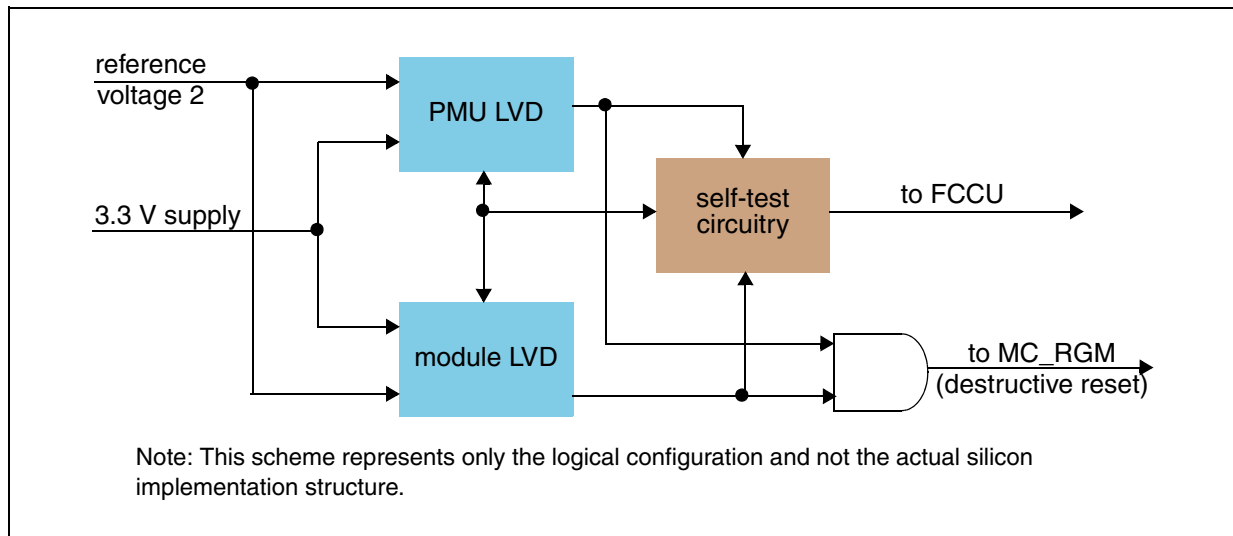 reference
voltage 2
PMU LVD
3.3 V supply
self-test
circuitry
to FCCU
module LVD
to MC_RGM
(destructive reset)
Note: This scheme represents only the logical configuration and not the actual silicon
implementation structure.